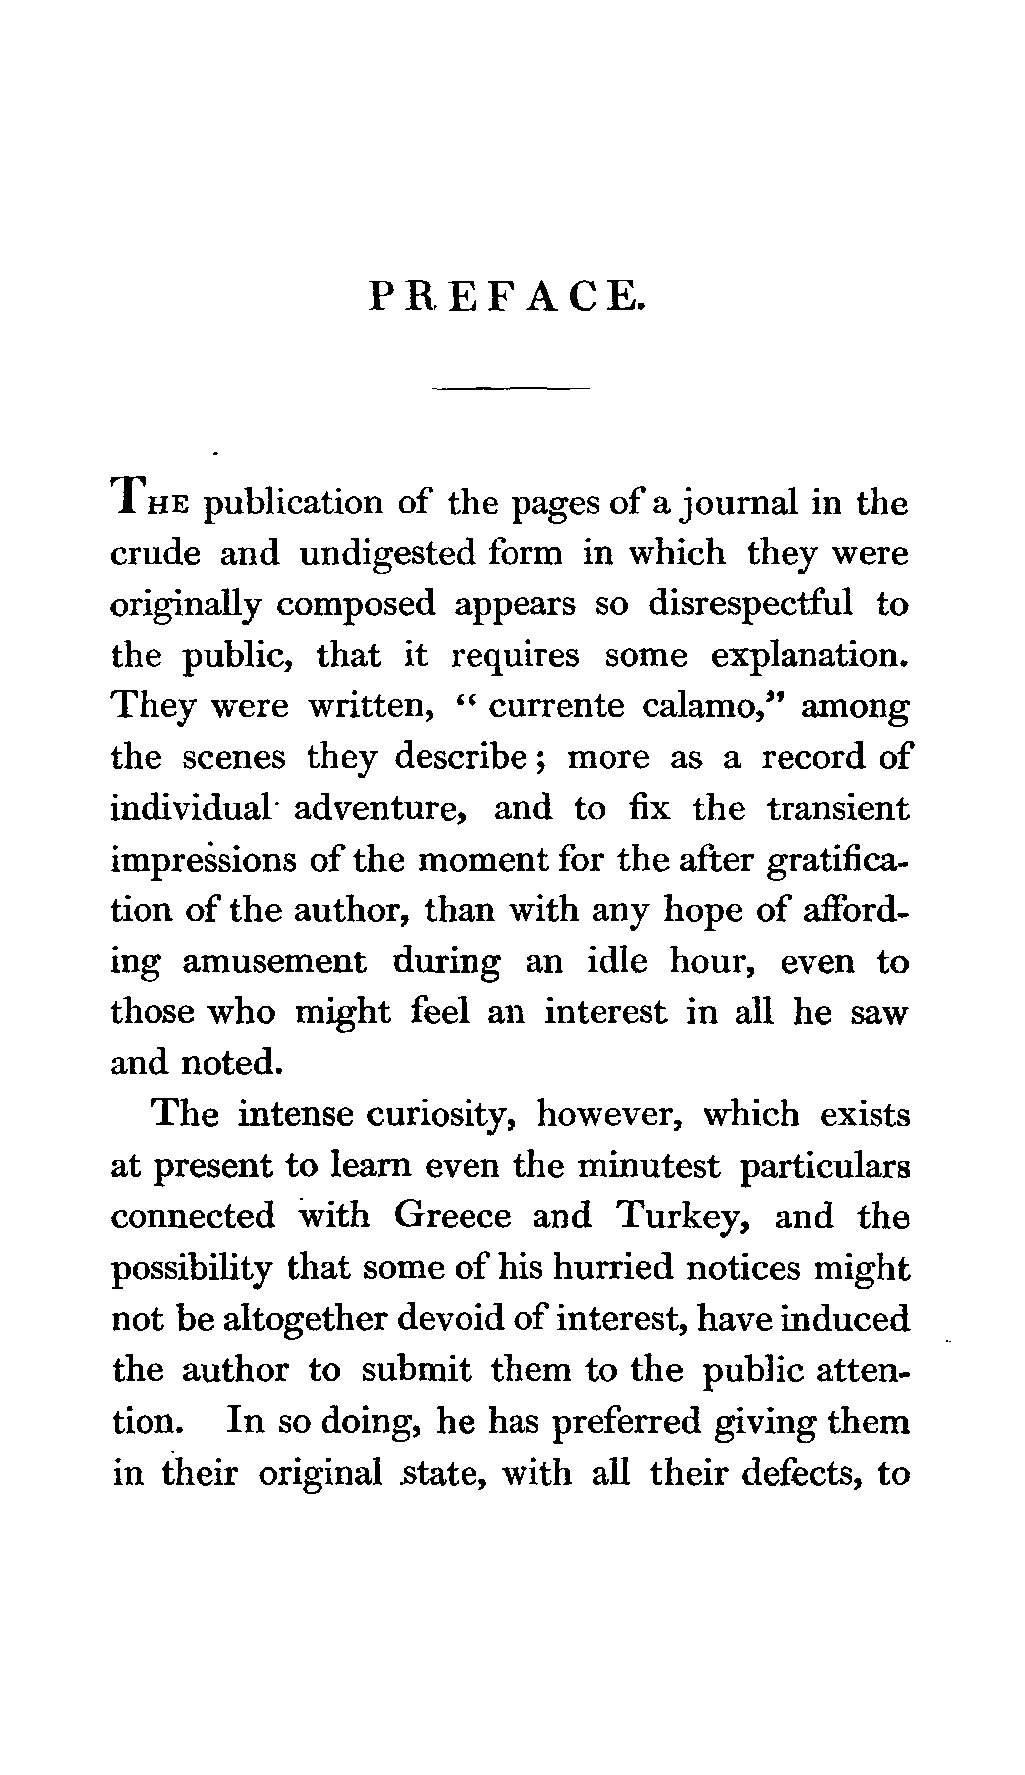 PREFACE.
THE publication of the pages of a journal in the
crude and undigested form in which they were
originally composed appears so disrespectful to
the public, that it requires some explanation.
They were written, “ currente calamo,” among
the scenes they describe ; more as a record of
individual adventure, and to fix the transient
impressions of the moment for the after gratifica-
tion of the author, than with any hope of afford-
ing amusement during an idle hour, even to
those who might feel an interest in all he saw
and noted.
The intense curiosity, however, which exists
at present to learn even the minutest particulars
connected with Greece and Turkey, and the
possibility that some of his hurried notices might
not be altogether devoid of interest, have induced
the author to submit them to the public atten-
tion. In so doing, he has preferred giving them
in their original state, with all their defects, to